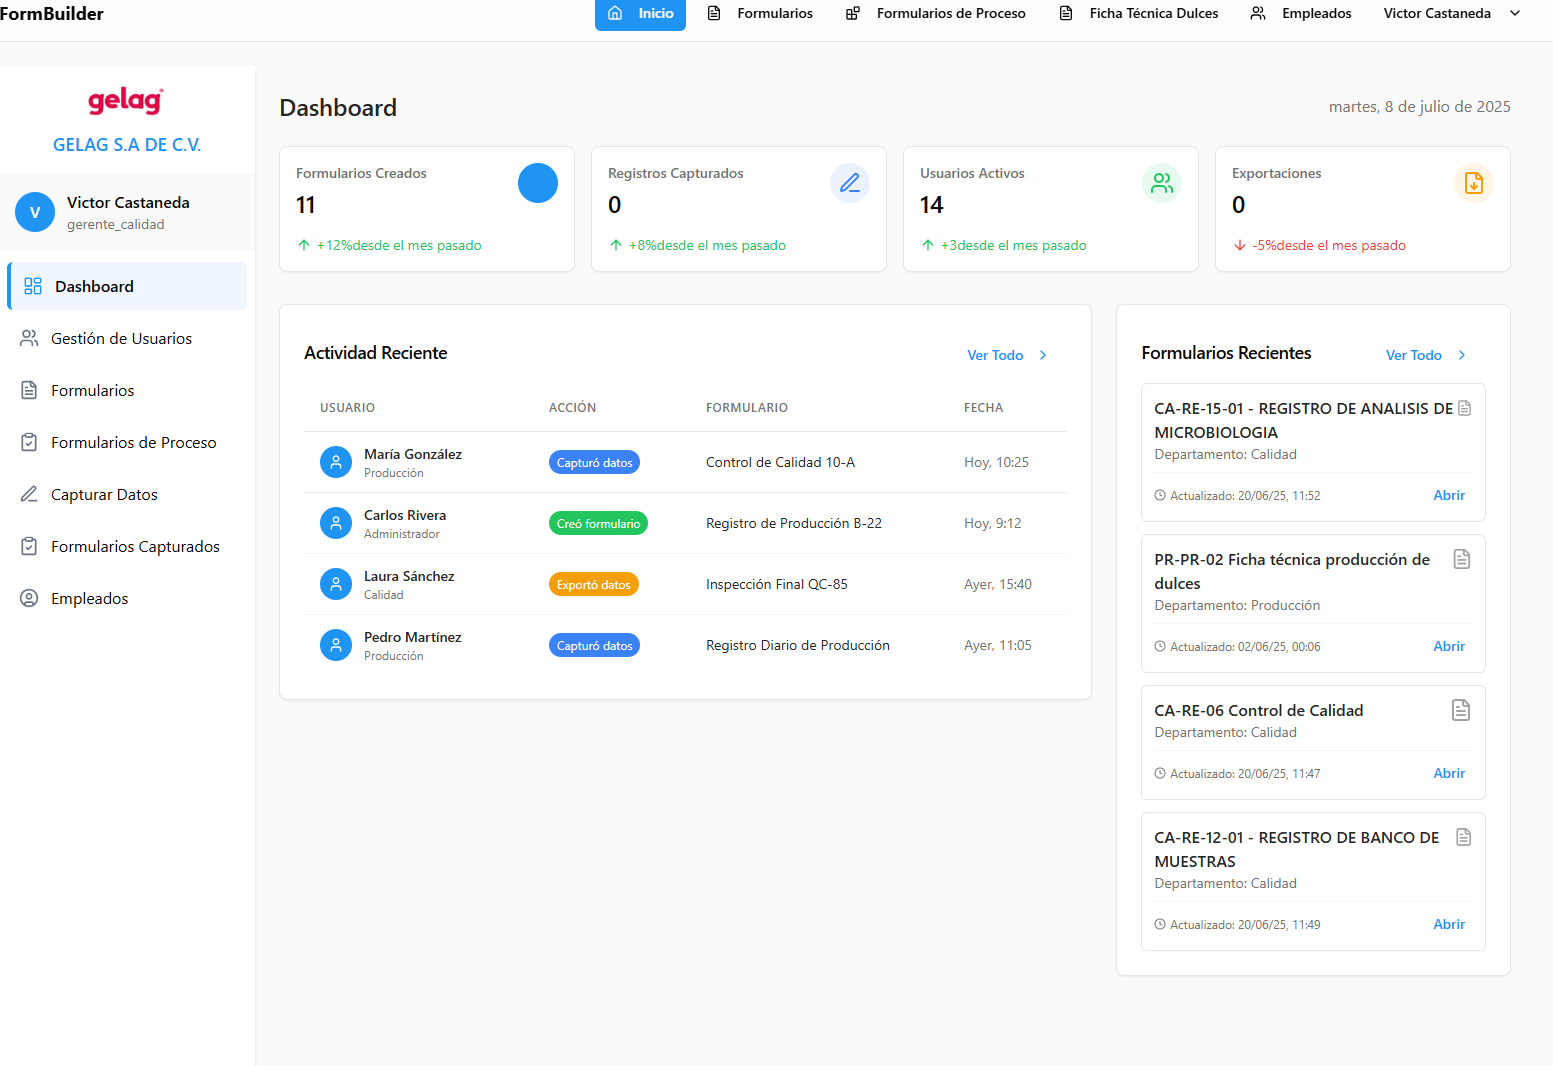 FormBuilder
Inicio
Formularios
Formularios de Proceso
Ficha Técnica Dulces
Empleados
Victor Castaneda
gelag
GELAG S.A DE C.V.
V
Victor Castaneda
gerente_calidad
Dashboard
Gestión de Usuarios
Formularios
Formularios de Proceso
Capturar Datos
Formularios Capturados
Empleados
Dashboard
martes, 8 de julio de 2025
Formularios Creados
11
+12%desde el mes pasado
Registros Capturados
0
+8%desde el mes pasado
Usuarios Activos
14
+3desde el mes pasado
Exportaciones
0
-5%desde el mes pasado
Actividad Reciente
Ver Todo
USUARIO ACCIÓN FORMULARIO FECHA
María González
Producción
Capturó datos
Control de Calidad 10-A
Hoy, 10:25
Carlos Rivera
Administrador
Creó formulario
Registro de Producción B-22
Hoy, 9:12
Laura Sánchez
Calidad
Exportó datos
Inspección Final QC-85
Ayer, 15:40
Pedro Martínez
Producción
Capturó datos
Registro Diario de Producción
Ayer, 11:05
Formularios Recientes
Ver Todo
CA-RE-15-01 - REGISTRO DE ANALISIS DE
MICROBIOLOGIA
Departamento: Calidad
Actualizado: 20/06/25, 11:52
Abrir
PR-PR-02 Ficha técnica producción de
dulces
Departamento: Producción
Actualizado: 02/06/25, 00:06
Abrir
CA-RE-06 Control de Calidad
Departamento: Calidad
Actualizado: 20/06/25, 11:47
Abrir
CA-RE-12-01 - REGISTRO DE BANCO DE
MUESTRAS
Departamento: Calidad
Actualizado: 20/06/25, 11:49
Abrir